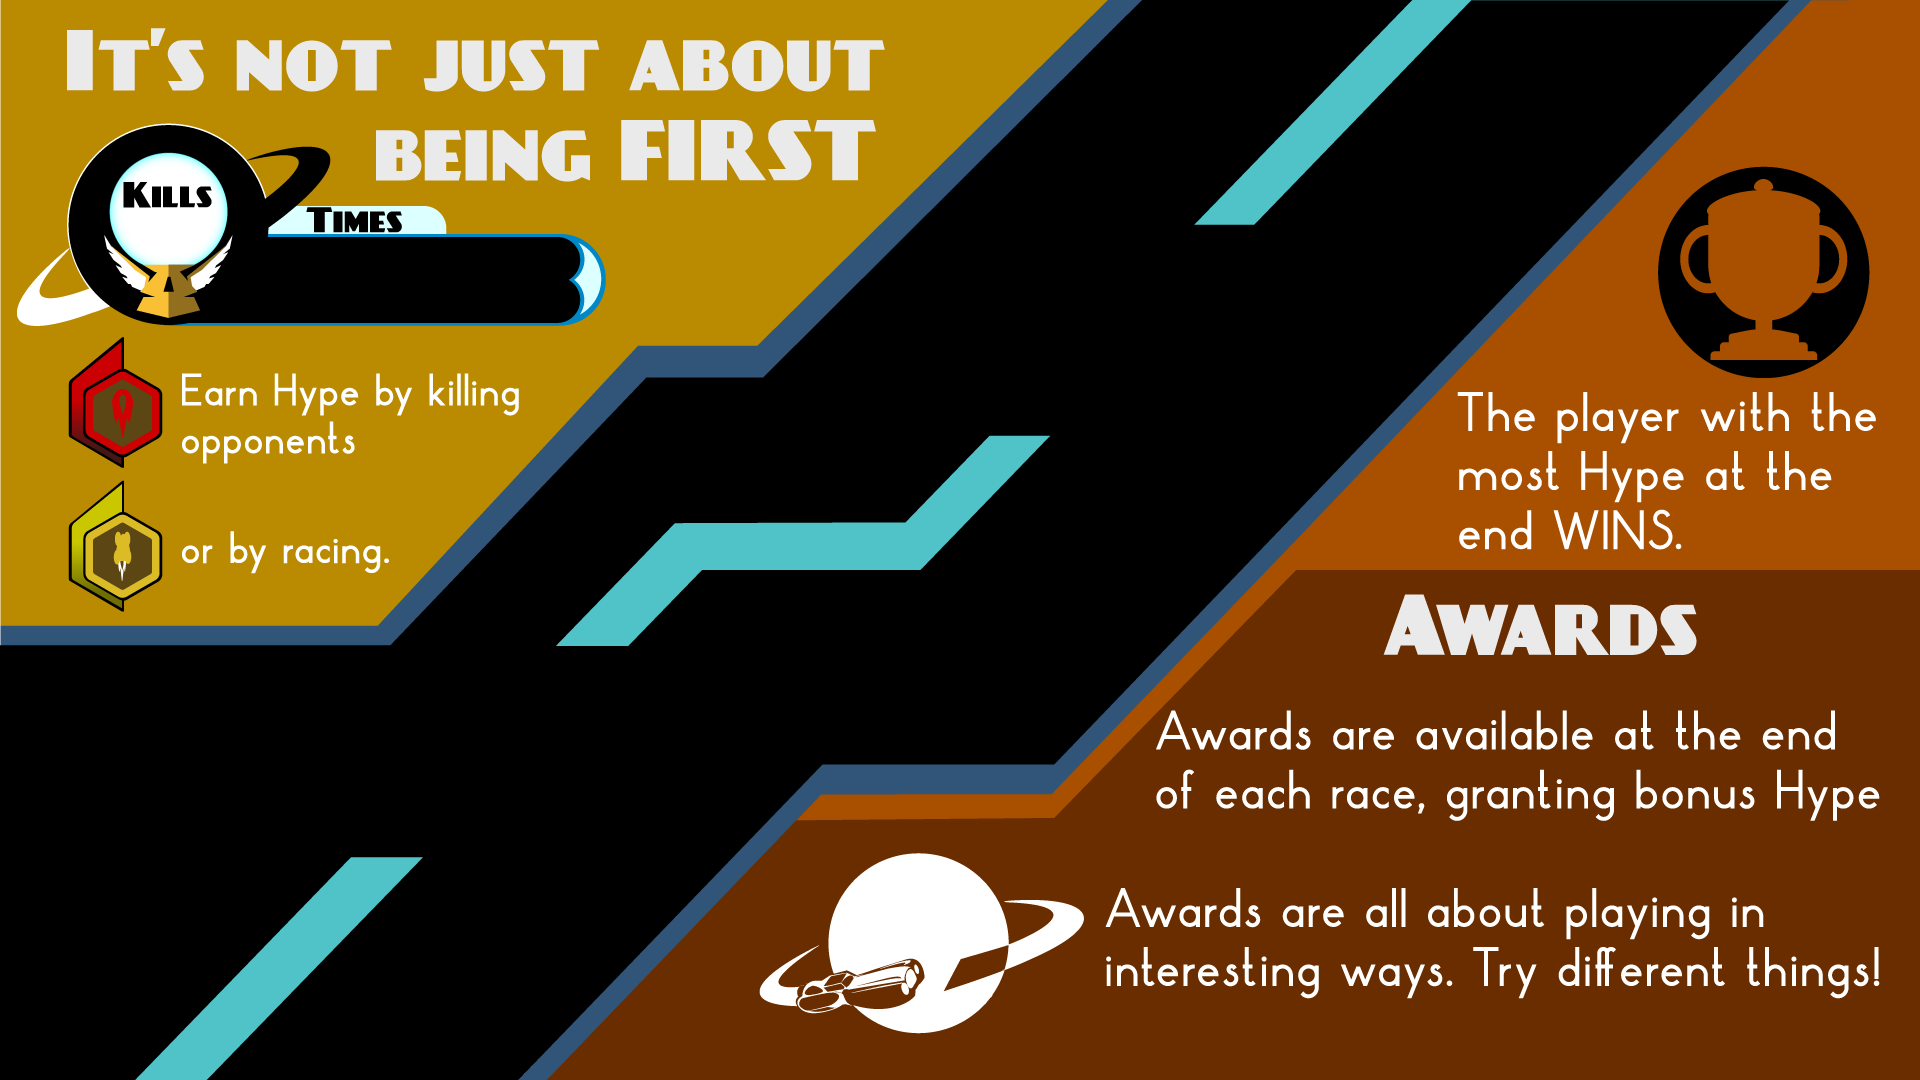 It's not just about
being FIRST
Kills
Times
Earn Hype by killing
opponents
or by racing.
The player with the
most Hype at the
end WINS.
Awards
Awards are available at the end
of each race, granting bonus Hype
Awards are all about playing in
interesting ways. Try different things!